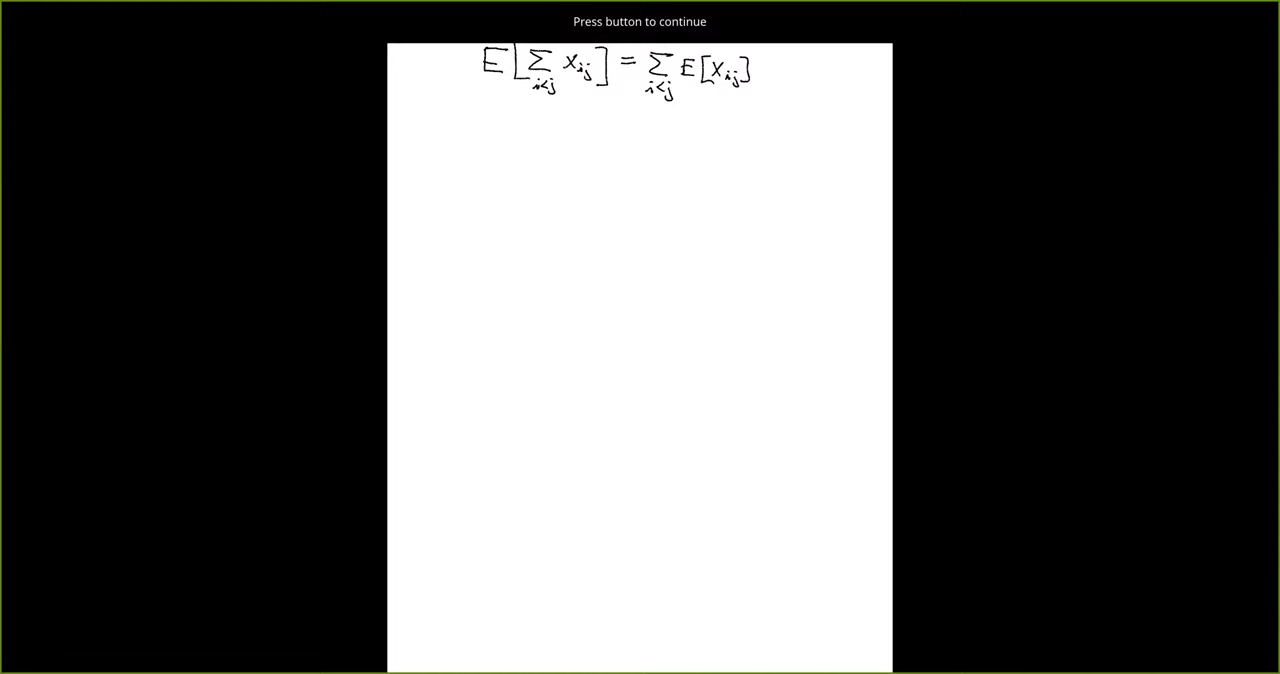 Press button to continue
E[∑_{i<j} X_{ij}] = ∑_{i<j} E[X_{ij}]